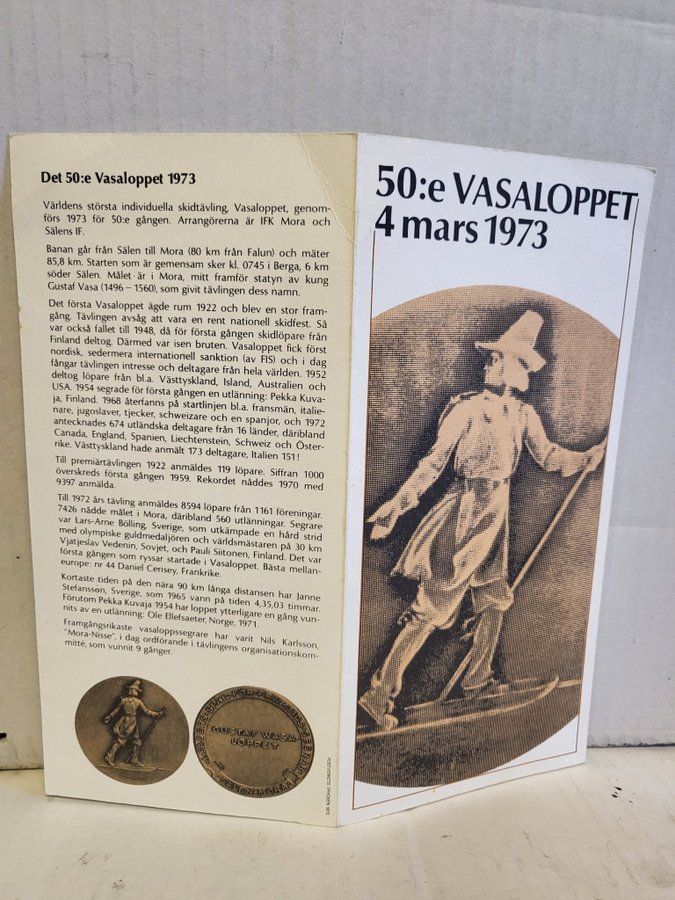 Det 50:e Vasaloppet 1973
Världens största individuella skidtävling, Vasaloppet, genom-
förs 1973 för 50:e gången. Arrangörerna är IFK Mora och
Sälens IF.
Banan går från Sälen till Mora (80 km från Falun) och mäter
85,8 km. Starten som är gemensam sker kl. 0745 i Berga, 6 km
söder Sälen. Målet är i Mora, mitt framför statyn av kung
Gustaf Vasa (1496 – 1560), som givit tävlingen dess namn.
Det första Vasaloppet ägde rum 1922 och blev en stor fram-
gång. Tävlingen avsåg att vara en rent nationell skidfest. Så
var också fallet till 1948, då för första gången skidlöpare från
Finland deltog. Därmed var isen bruten. Vasaloppet fick först
nordisk, sedermera internationell sanktion (av FIS) och i dag
fångar tävlingen intresse och deltagare från hela världen. 1952
deltog löpare från bl.a. Västtyskland, Island, Australien och
USA. 1954 segrade för första gången en utlänning: Pekka Kuva-
ja, Finland. 1968 återfanns på startlinjen bl.a. fransmän, italie-
nare, jugoslaver, tjecker, schweizare och en spanjor, och 1972
antecknades 674 utländska deltagare från 16 länder, däribland
Canada, England, Spanien, Liechtenstein, Schweiz och Öster-
rike. Västtyskland hade anmält 173 deltagare, Italien 151!
Till premiärtävlingen 1922 anmäldes 119 löpare. Siffran 1000
överskreds första gången 1959. Rekordet nåddes 1970 med
9397 anmälda.
Till 1972 års tävling anmäldes 8594 löpare från 1161 föreningar.
7426 nådde målet i Mora, däribland 560 utlänningar. Segrare
var Lars-Arne Bölling, Sverige, som utkämpade en hård strid
med olympiske guldmedaljören och världsmästaren på 30 km
Vjatjeslav Vedenin, Sovjet, och Pauli Siitonen, Finland. Det var
första gången som ryssar startade i Vasaloppet. Bästa mellan-
europe: nr 44 Daniel Cerisey, Frankrike.
Kortaste tiden på den nära 90 km långa distansen har Janne
Stefansson, Sverige, som 1965 vann på tiden 4,35,03 timmar.
Förutom Pekka Kuvaja 1954 har loppet ytterligare en gång vun-
nits av en utlänning: Ole Ellefsaeter, Norge, 1971.
Framgångsrikaste vasaloppssegrare har varit Nils Karlsson,
"Mora-Nisse", i dag ordförande i tävlingens organisationskom-
mitté, som vunnit 9 gånger.
GUSTAF WASA
LOPPET
SÄLEN–MORA
50:e VASALOPPET
4 mars 1973